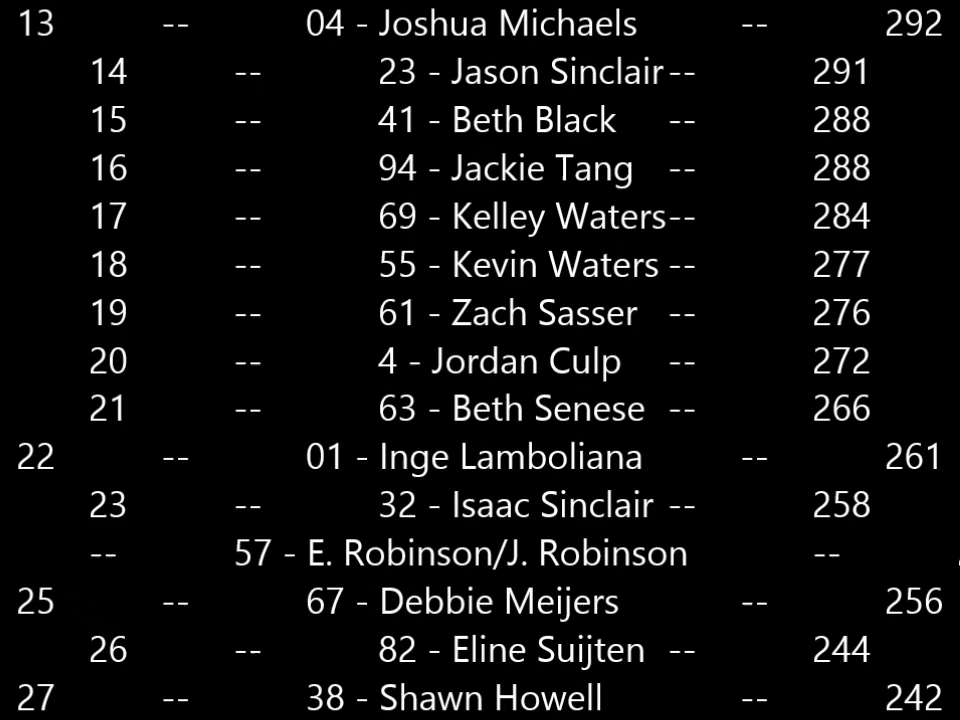 13 -- 04 - Joshua Michaels -- 292
14 -- 23 - Jason Sinclair -- 291
15 -- 41 - Beth Black -- 288
16 -- 94 - Jackie Tang -- 288
17 -- 69 - Kelley Waters -- 284
18 -- 55 - Kevin Waters -- 277
19 -- 61 - Zach Sasser -- 276
20 -- 4 - Jordan Culp -- 272
21 -- 63 - Beth Senese -- 266
22 -- 01 - Inge Lamboliana -- 261
23 -- 32 - Isaac Sinclair -- 258
-- 57 - E. Robinson/J. Robinson --
25 -- 67 - Debbie Meijers -- 256
26 -- 82 - Eline Suijten -- 244
27 -- 38 - Shawn Howell -- 242